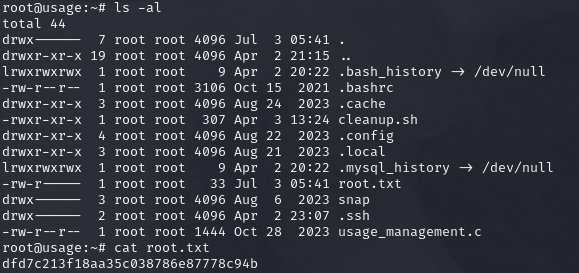 root@usage:~# ls -al
total 44
drwx------  7 root root 4096 Jul  3 05:41 .
drwxr-xr-x 19 root root 4096 Apr  2 21:15 ..
lrwxrwxrwx  1 root root    9 Apr  2 20:22 .bash_history -> /dev/null
-rw-r--r--  1 root root 3106 Oct 15  2021 .bashrc
drwxr-xr-x  3 root root 4096 Aug 24  2023 .cache
-rwxr-xr-x  1 root root  307 Apr  3 13:24 cleanup.sh
drwxr-xr-x  4 root root 4096 Aug 22  2023 .config
drwxr-xr-x  3 root root 4096 Aug 21  2023 .local
lrwxrwxrwx  1 root root    9 Apr  2 20:22 .mysql_history -> /dev/null
-rw-r-----  1 root root   33 Jul  3 05:41 root.txt
drwx------  3 root root 4096 Aug  6  2023 snap
drwx------  2 root root 4096 Apr  2 23:07 .ssh
-rw-r--r--  1 root root 1444 Oct 28  2023 usage_management.c
root@usage:~# cat root.txt
dfd7c213f18aa35c038786e87778c94b